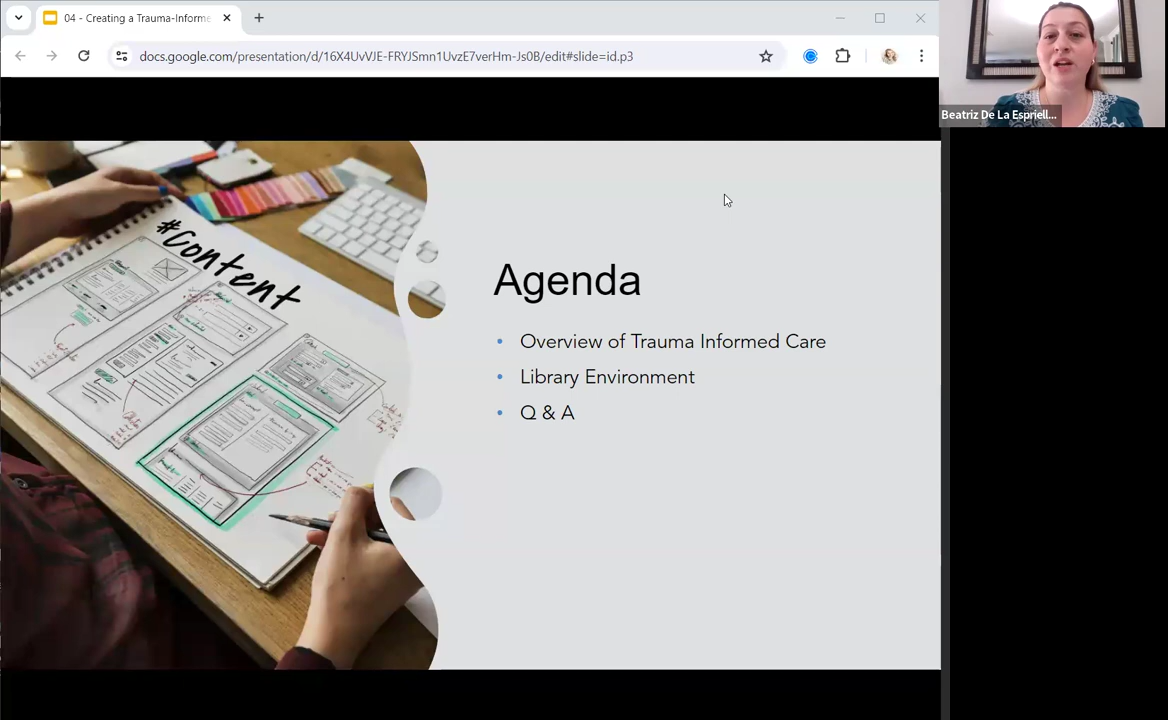 04 - Creating a Trauma-Informe
docs.google.com/presentation/d/16X4UvVJE-FRYJSmn1UvzE7verHm-Js0B/edit#slide=id.p3
Beatriz De La Espriell...
#Content
Agenda
• Overview of Trauma Informed Care
• Library Environment
• Q & A